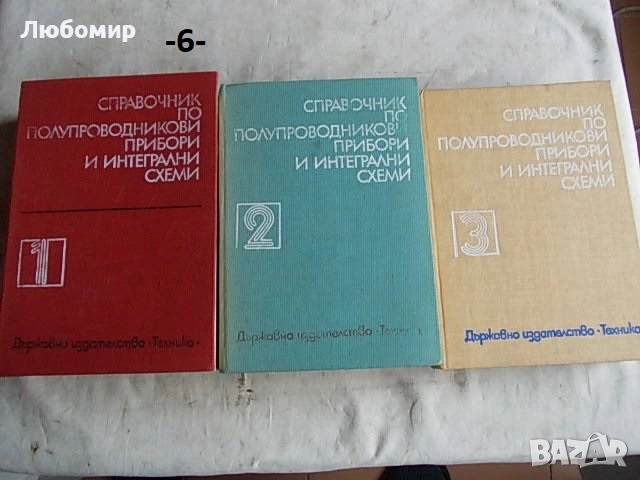 Любомир
-6-
СПРАВОЧНИК
ПО
ПОЛУПРОВОДНИКОВИ
ПРИБОРИ
И ИНТЕГРАЛНИ
СХЕМИ
1
Държавно издателство "Техника"
СПРАВОЧНИК
ПО
ПОЛУПРОВОДНИКОВИ
ПРИБОРИ
И ИНТЕГРАЛНИ
СХЕМИ
2
Държавно издателство
СПРАВОЧНИК
ПО
ПОЛУПРОВОДНИКОВИ
ПРИБОРИ
И ИНТЕГРАЛНИ
СХЕМИ
3
Държавно издателство "Техника
BAZAR